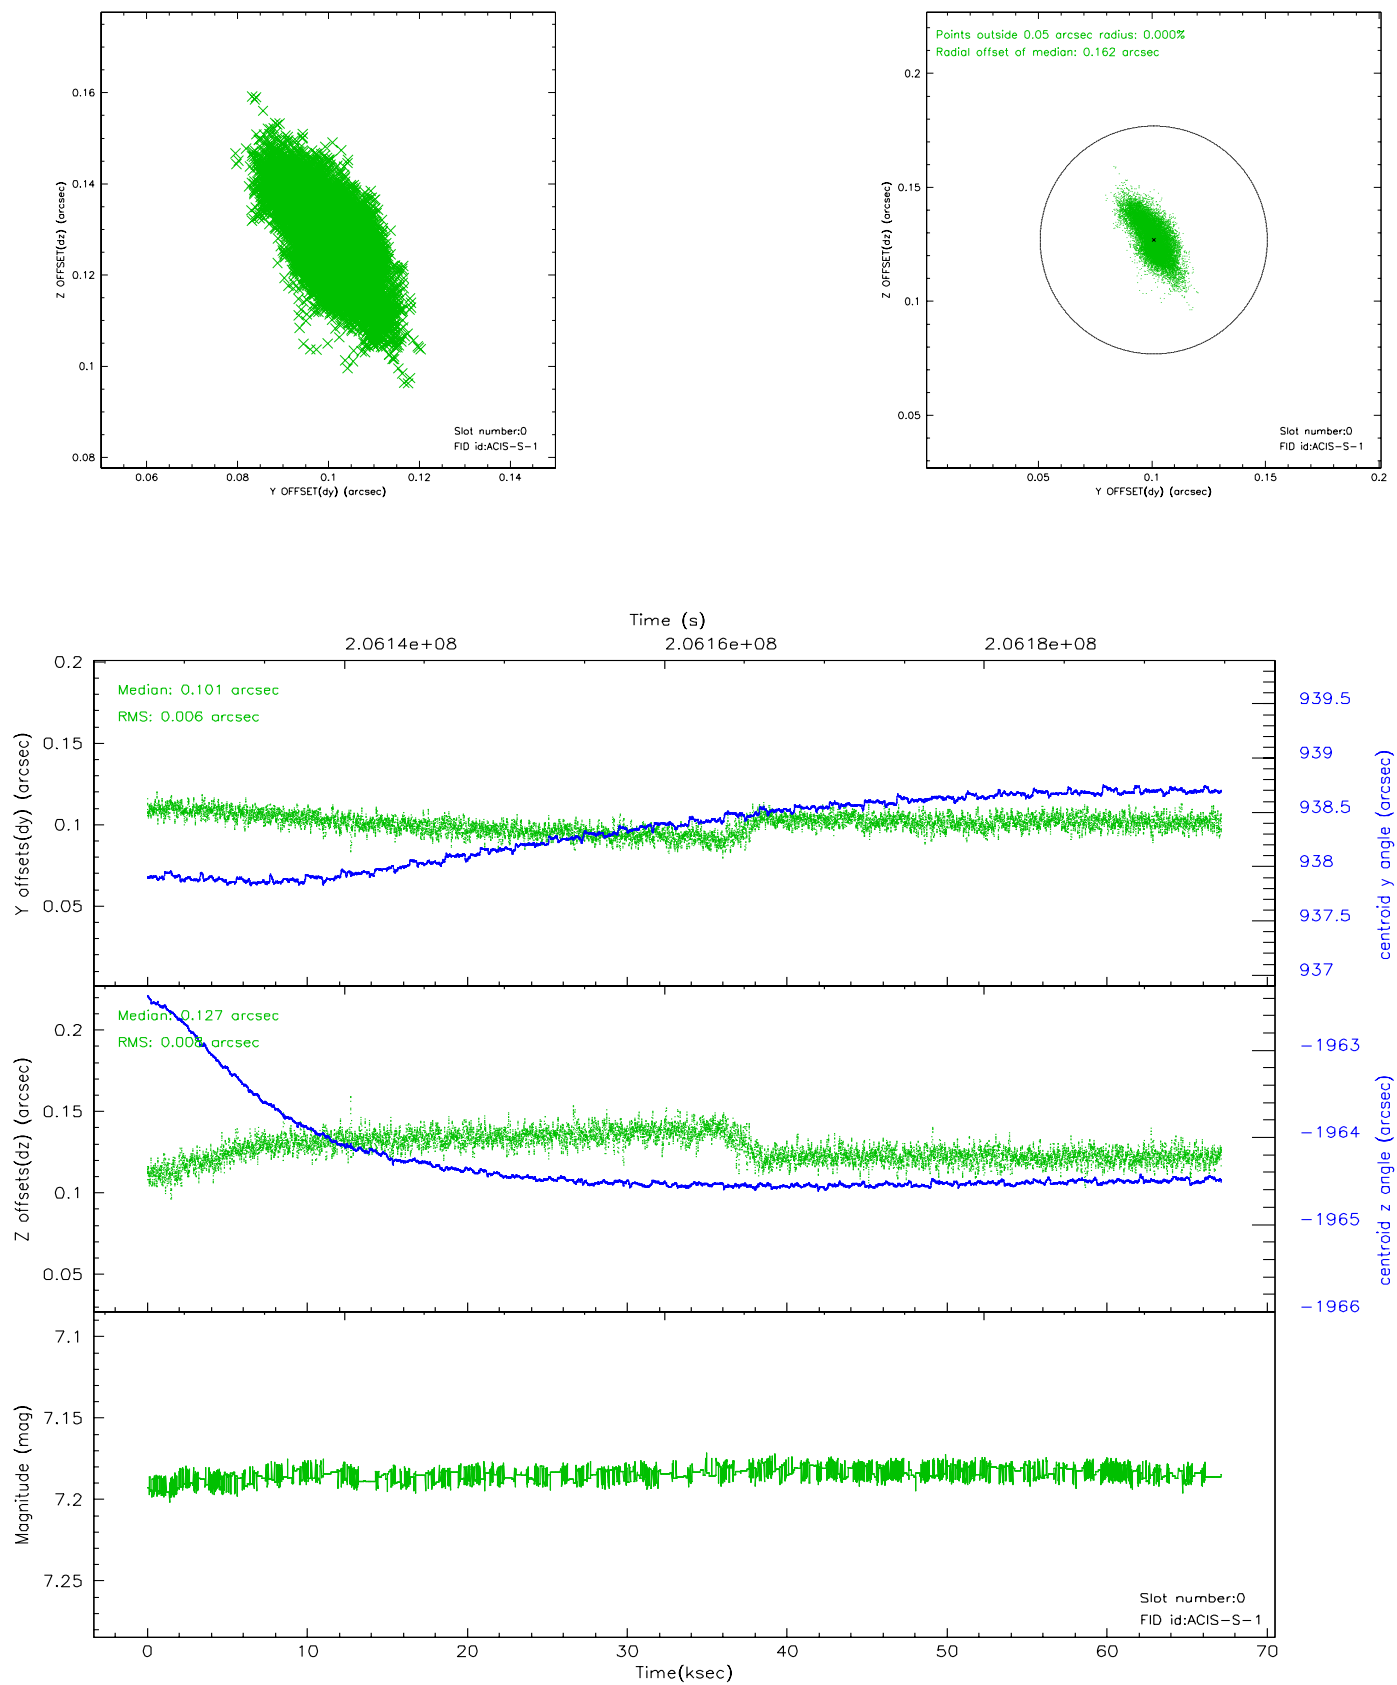 0.16
0.14
0.12
0.1
0.08
Z OFFSET(dz) (arcsec)
0.06 0.08 0.1 0.12 0.14
Y OFFSET(dy) (arcsec)
Slot number:0
FID id:ACIS-S-1
Points outside 0.05 arcsec radius: 0.000%
Radial offset of median: 0.162 arcsec
0.2
0.15
0.1
0.05
Z OFFSET(dz) (arcsec)
0.05 0.1 0.15 0.2
Y OFFSET(dy) (arcsec)
Slot number:0
FID id:ACIS-S-1
Time (s)
2.0614e+08 2.0616e+08 2.0618e+08
Median: 0.101 arcsec
RMS: 0.006 arcsec
0.2
0.15
0.1
0.05
Y offsets(dy) (arcsec)
939.5
939
938.5
938
937.5
937
centroid y angle (arcsec)
Median: 0.127 arcsec
RMS: 0.008 arcsec
0.2
0.15
0.1
0.05
Z offsets(dz) (arcsec)
-1963
-1964
-1965
-1966
centroid z angle (arcsec)
7.1
7.15
7.2
7.25
Magnitude (mag)
Slot number:0
FID id:ACIS-S-1
0 10 20 30 40 50 60 70
Time(ksec)